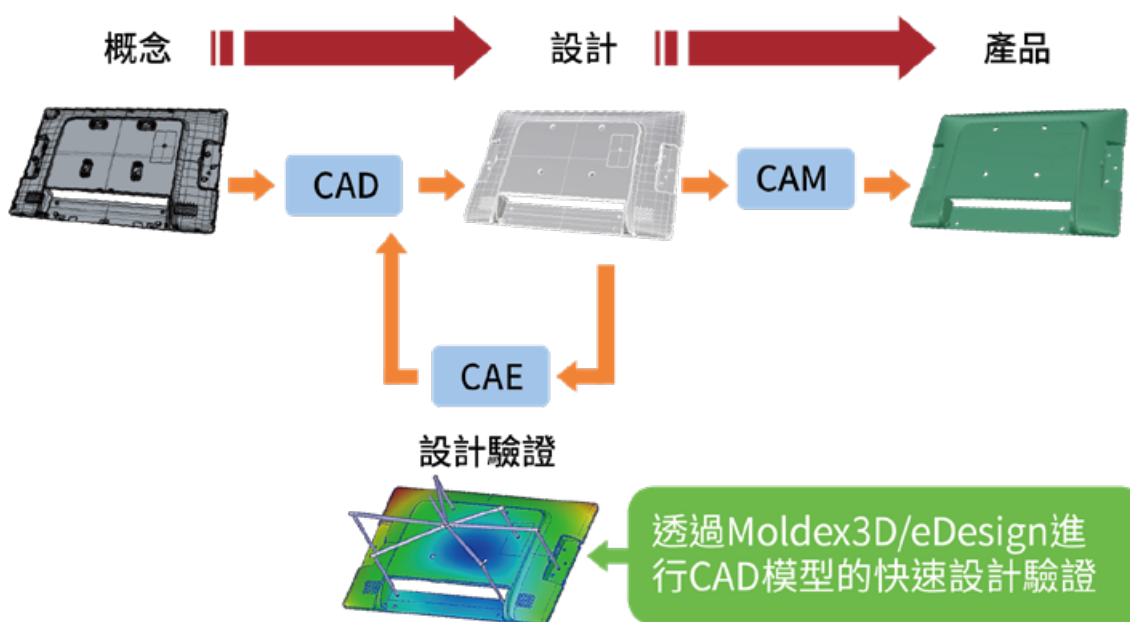 概念
設計
產品
CAD
CAM
CAE
設計驗證
透過Moldex3D/eDesign進
行CAD模型的快速設計驗證